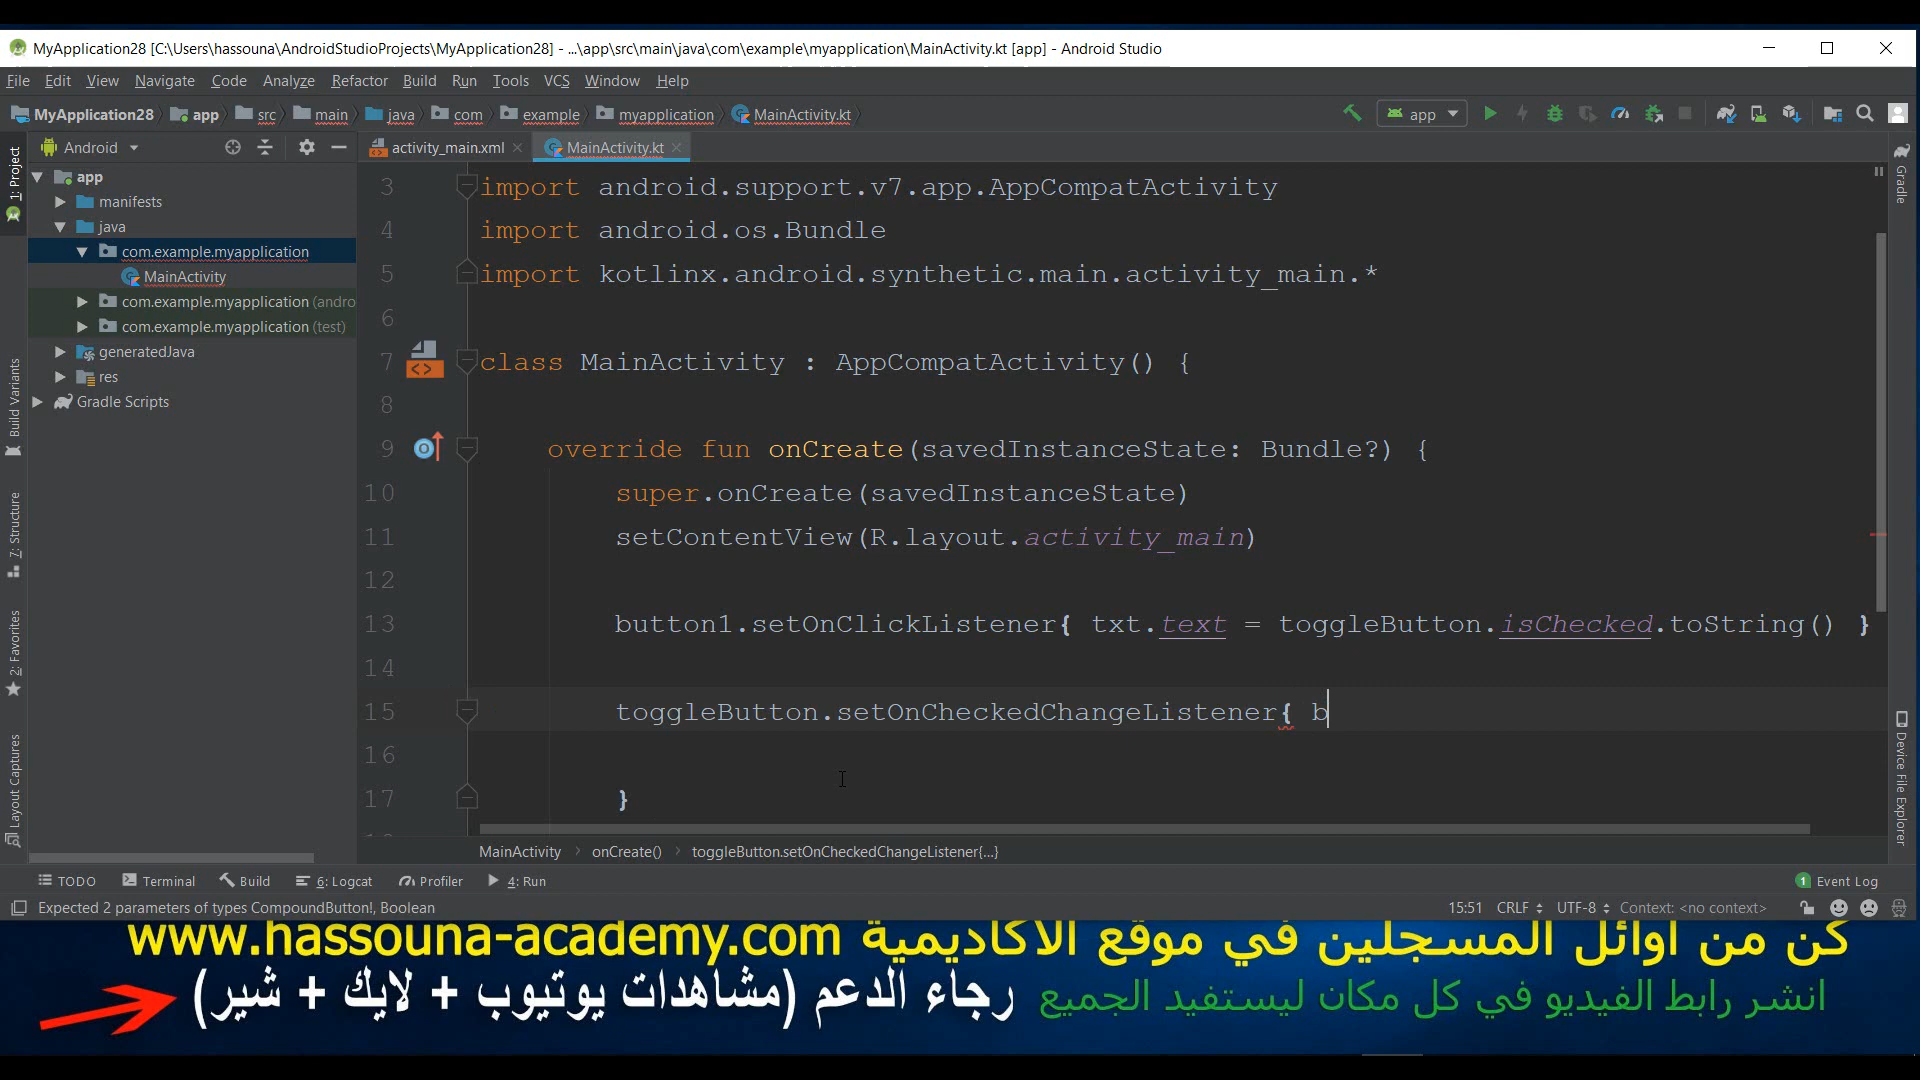 MyApplication28 [C:\Users\hassouna\AndroidStudioProjects\MyApplication28] - ...\app\src\main\java\com\example\myapplication\MainActivity.kt [app] - Android Studio
File Edit View Navigate Code Analyze Refactor Build Run Tools VCS Window Help
MyApplication28 app src main java com example myapplication MainActivity.kt app
Android activity_main.xml MainActivity.kt
1: Project
Build Variants
7: Structure
2: Favorites
Layout Captures
app
manifests
java
com.example.myapplication
MainActivity
com.example.myapplication (andro
com.example.myapplication (test)
generatedJava
res
Gradle Scripts
3 import android.support.v7.app.AppCompatActivity
4 import android.os.Bundle
5 import kotlinx.android.synthetic.main.activity_main.*
6
7 class MainActivity : AppCompatActivity() {
8
9 override fun onCreate(savedInstanceState: Bundle?) {
10 super.onCreate(savedInstanceState)
11 setContentView(R.layout.activity_main)
12
13 button1.setOnClickListener{ txt.text = toggleButton.isChecked.toString() }
14
15 toggleButton.setOnCheckedChangeListener{ b
16
17 }
Gradle
Device File Explorer
MainActivity onCreate() toggleButton.setOnCheckedChangeListener{...}
TODO Terminal Build 6: Logcat Profiler 4: Run 1 Event Log
Expected 2 parameters of types CompoundButton!, Boolean 15:51 CRLF UTF-8 Context: <no context>
كن من اوائل المسجلين في موقع الاكاديمية www.hassouna-academy.com
انشر رابط الفيديو في كل مكان ليستفيد الجميع رجاء الدعم (مشاهدات يوتيوب + لايك + شير)